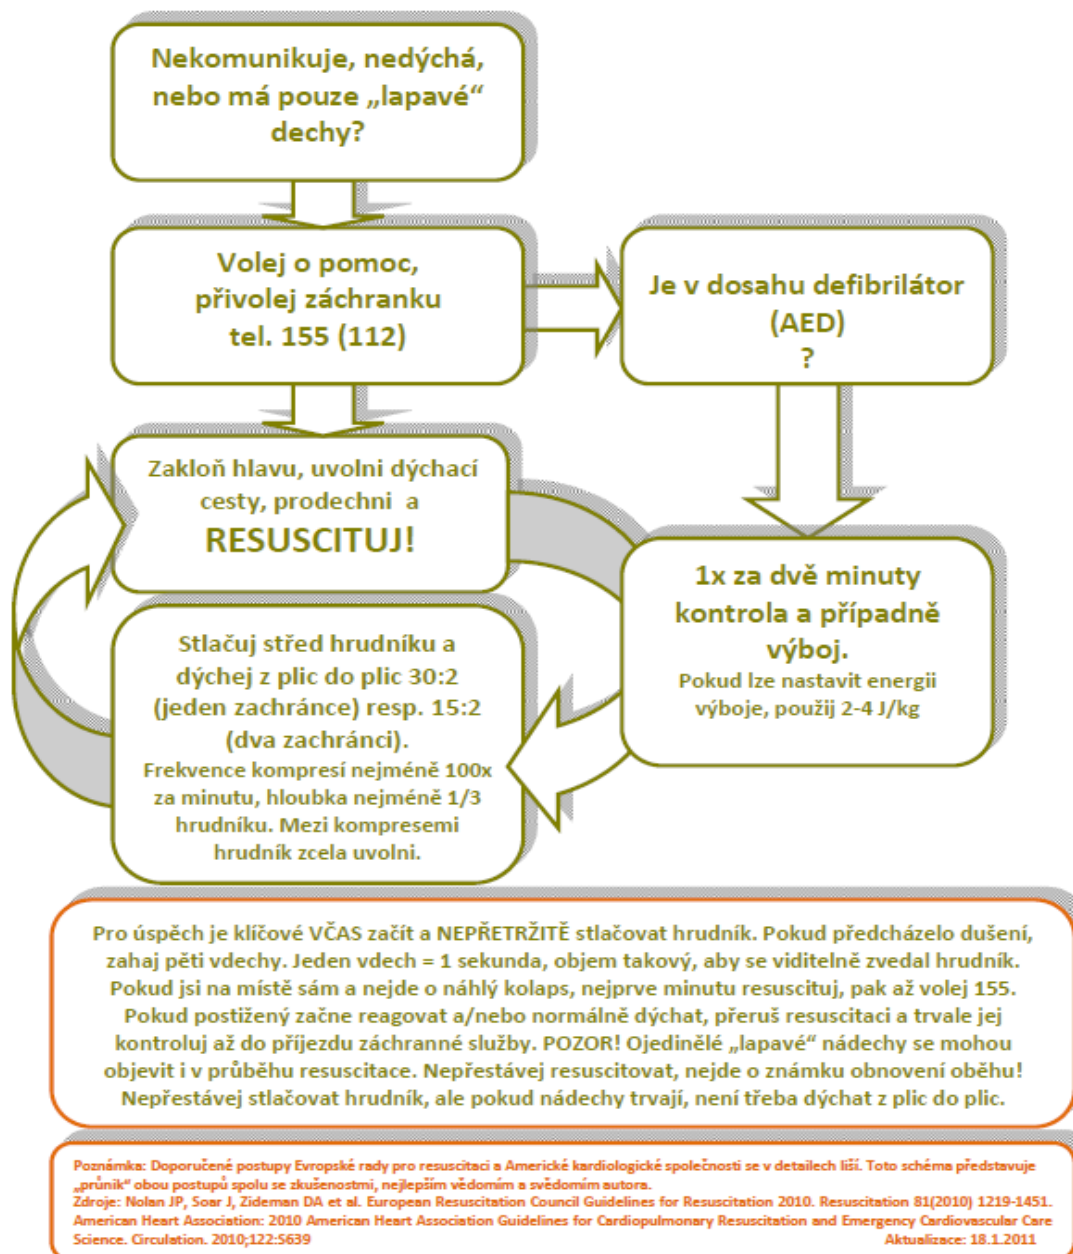 Nekomunikuje, nedýchá,
nebo má pouze „lapavé“
dechy?
Volej o pomoc,
přivolej záchranku
tel. 155 (112)
Je v dosahu defibrilátor
(AED)
?
Zakloň hlavu, uvolni dýchací
cesty, prodechni a
RESUSCITUJ!
1x za dvě minuty
kontrola a případně
výboj.
Pokud lze nastavit energii
výboje, použij 2-4 J/kg
Stlačuj střed hrudníku a
dýchej z plic do plic 30:2
(jeden zachránce) resp. 15:2
(dva zachránci).
Frekvence kompresí nejméně 100x
za minutu, hloubka nejméně 1/3
hrudníku. Mezi kompresemi
hrudník zcela uvolni.
Pro úspěch je klíčové VČAS začít a NEPŘETRŽITĚ stlačovat hrudník. Pokud předcházelo dušení,
zahaj pěti vdechy. Jeden vdech = 1 sekunda, objem takový, aby se viditelně zvedal hrudník.
Pokud jsi na místě sám a nejde o náhlý kolaps, nejprve minutu resuscituj, pak až volej 155.
Pokud postižený začne reagovat a/nebo normálně dýchat, přeruš resuscitaci a trvale jej
kontroluj až do příjezdu záchranné služby. POZOR! Ojedinělé „lapavé“ nádechy se mohou
objevit i v průběhu resuscitace. Nepřestávej resuscitovat, nejde o známku obnovení oběhu!
Nepřestávej stlačovat hrudník, ale pokud nádechy trvají, není třeba dýchat z plic do plic.
Poznámka: Doporučené postupy Evropské rady pro resuscitaci a Americké kardiologické společnosti se v detailech liší. Toto schéma představuje
„průnik“ obou postupů spolu se zkušenostmi, nejlepším vědomím a svědomím autora.
Zdroje: Nolan JP, Soar J, Zideman DA et al. European Resuscitation Council Guidelines for Resuscitation 2010. Resuscitation 81(2010) 1219-1451.
American Heart Association: 2010 American Heart Association Guidelines for Cardiopulmonary Resuscitation and Emergency Cardiovascular Care
Science. Circulation. 2010;122:S639 Aktualizace: 18.1.2011